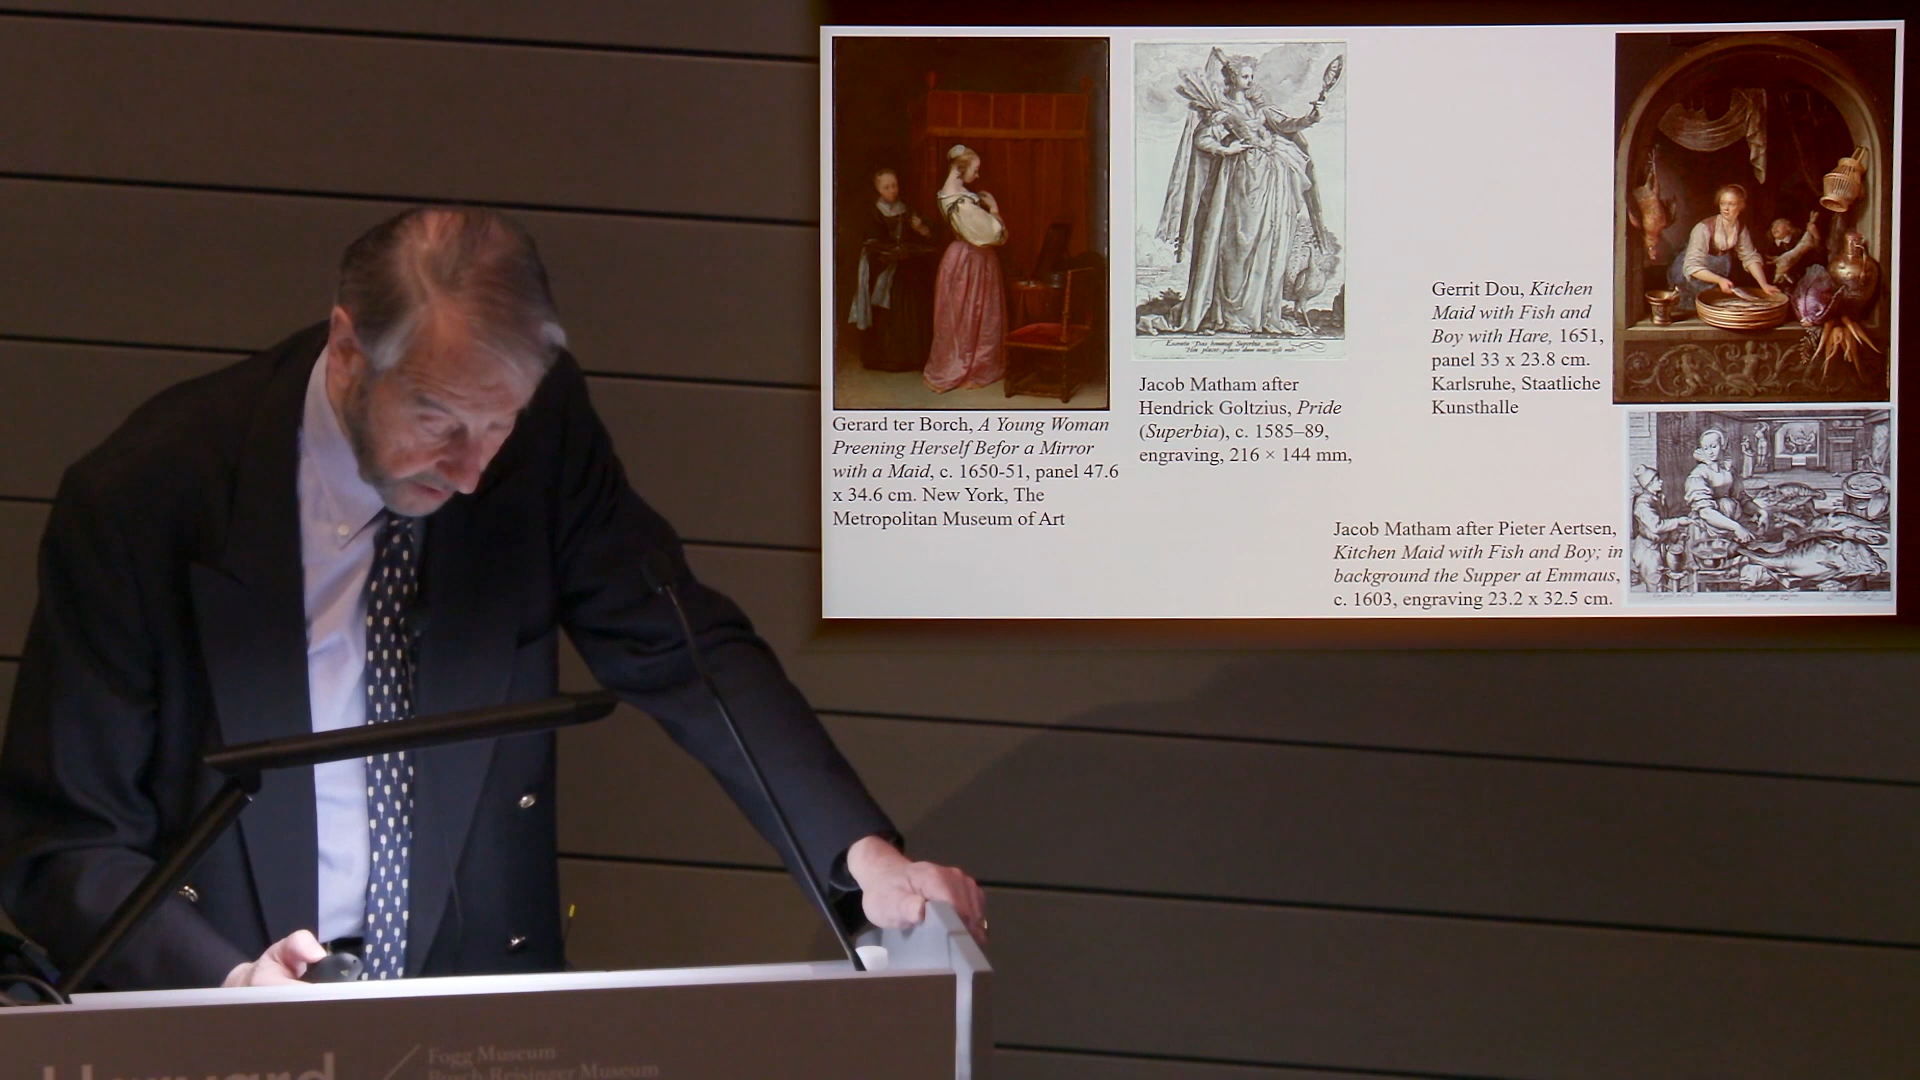 Gerard ter Borch, A Young Woman
Preening Herself Befor a Mirror
with a Maid, c. 1650-51, panel 47.6
x 34.6 cm. New York, The
Metropolitan Museum of Art
Jacob Matham after
Hendrick Goltzius, Pride
(Superbia), c. 1585–89,
engraving, 216 × 144 mm,
Gerrit Dou, Kitchen
Maid with Fish and
Boy with Hare, 1651,
panel 33 x 23.8 cm.
Karlsruhe, Staatliche
Kunsthalle
Jacob Matham after Pieter Aertsen,
Kitchen Maid with Fish and Boy; in
background the Supper at Emmaus,
c. 1603, engraving 23.2 x 32.5 cm.
Harvard
Fogg Museum
Busch-Reisinger Museum